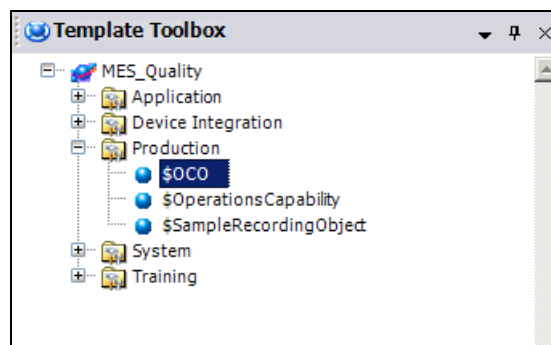 Template Toolbox
MES_Quality
Application
Device Integration
Production
$OCO
$OperationsCapability
$SampleRecordingObject
System
Training